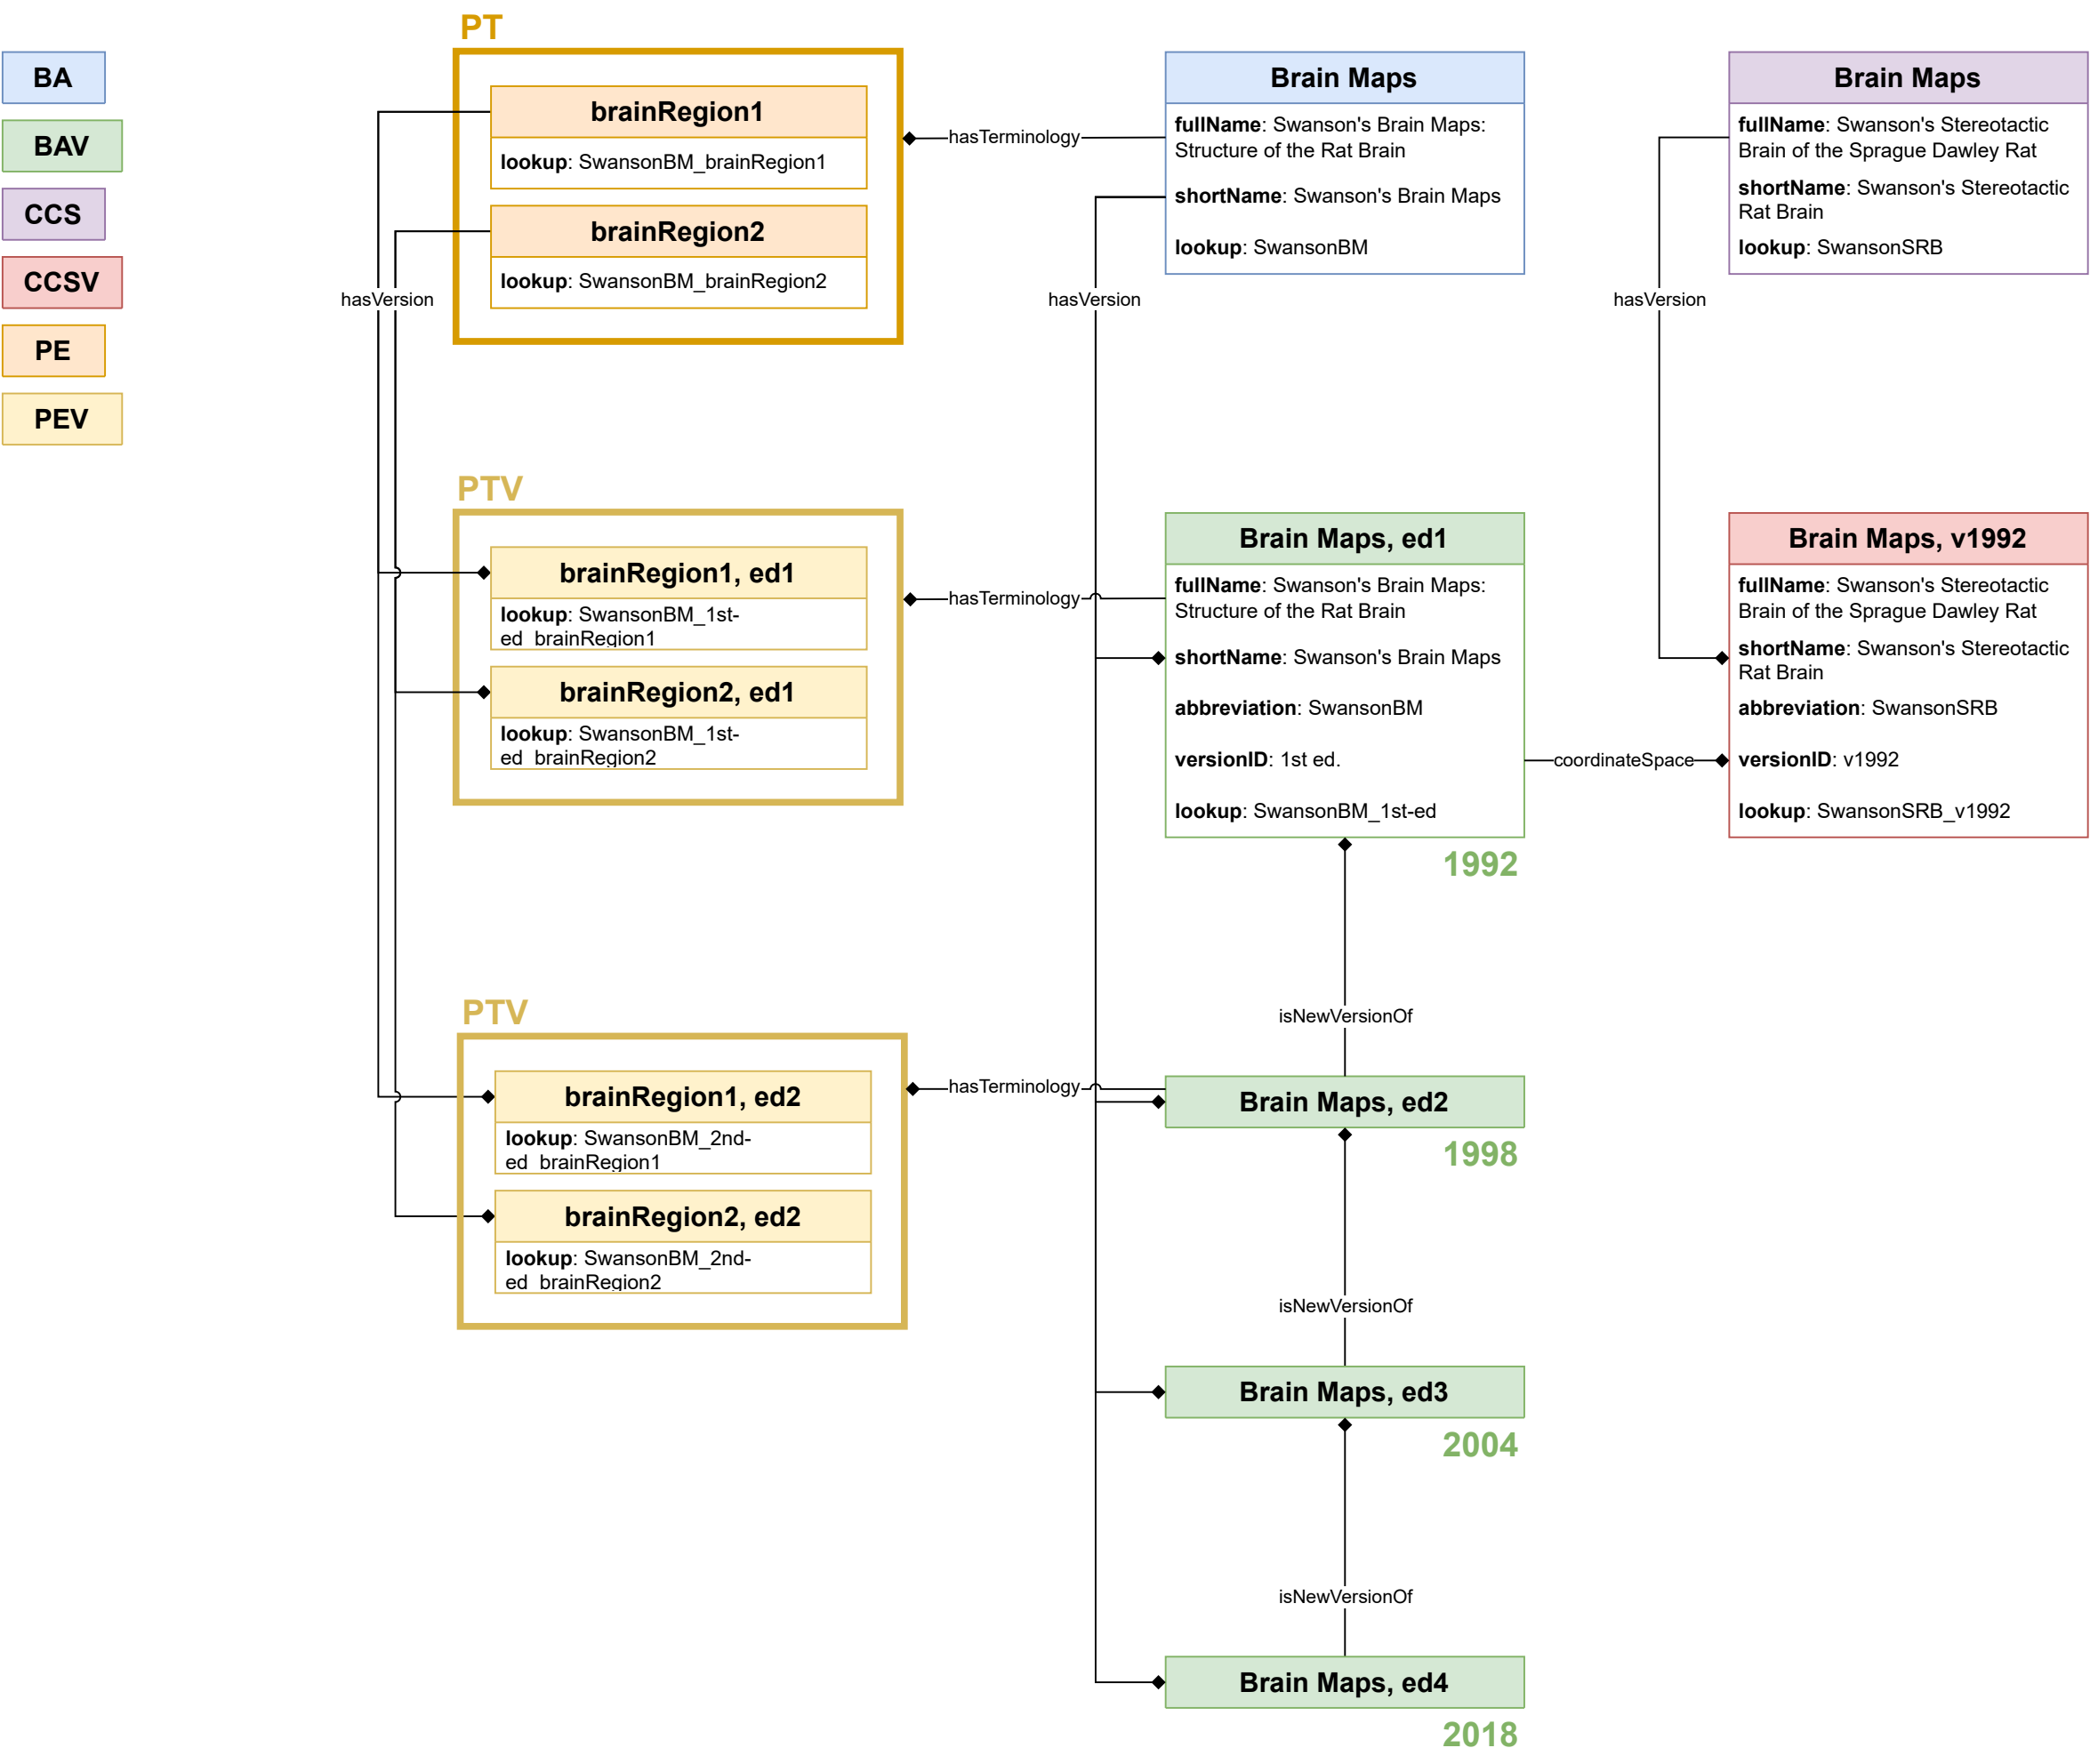 BA
BAV
CCS
CCSV
PE
PEV
PT
brainRegion1
lookup: SwansonBM_brainRegion1
brainRegion2
lookup: SwansonBM_brainRegion2
hasVersion
hasTerminology
Brain Maps
fullName: Swanson's Brain Maps:
Structure of the Rat Brain
shortName: Swanson's Brain Maps
lookup: SwansonBM
hasVersion
Brain Maps
fullName: Swanson's Stereotactic
Brain of the Sprague Dawley Rat
shortName: Swanson's Stereotactic
Rat Brain
lookup: SwansonSRB
hasVersion
PTV
brainRegion1, ed1
lookup: SwansonBM_1st-
ed_brainRegion1
brainRegion2, ed1
lookup: SwansonBM_1st-
ed_brainRegion2
hasTerminology
Brain Maps, ed1
fullName: Swanson's Brain Maps:
Structure of the Rat Brain
shortName: Swanson's Brain Maps
abbreviation: SwansonBM
versionID: 1st ed.
lookup: SwansonBM_1st-ed
1992
coordinateSpace
Brain Maps, v1992
fullName: Swanson's Stereotactic
Brain of the Sprague Dawley Rat
shortName: Swanson's Stereotactic
Rat Brain
abbreviation: SwansonSRB
versionID: v1992
lookup: SwansonSRB_v1992
isNewVersionOf
PTV
brainRegion1, ed2
lookup: SwansonBM_2nd-
ed_brainRegion1
brainRegion2, ed2
lookup: SwansonBM_2nd-
ed_brainRegion2
hasTerminology
Brain Maps, ed2
1998
isNewVersionOf
Brain Maps, ed3
2004
isNewVersionOf
Brain Maps, ed4
2018